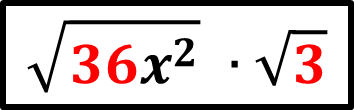 √36x² · √3